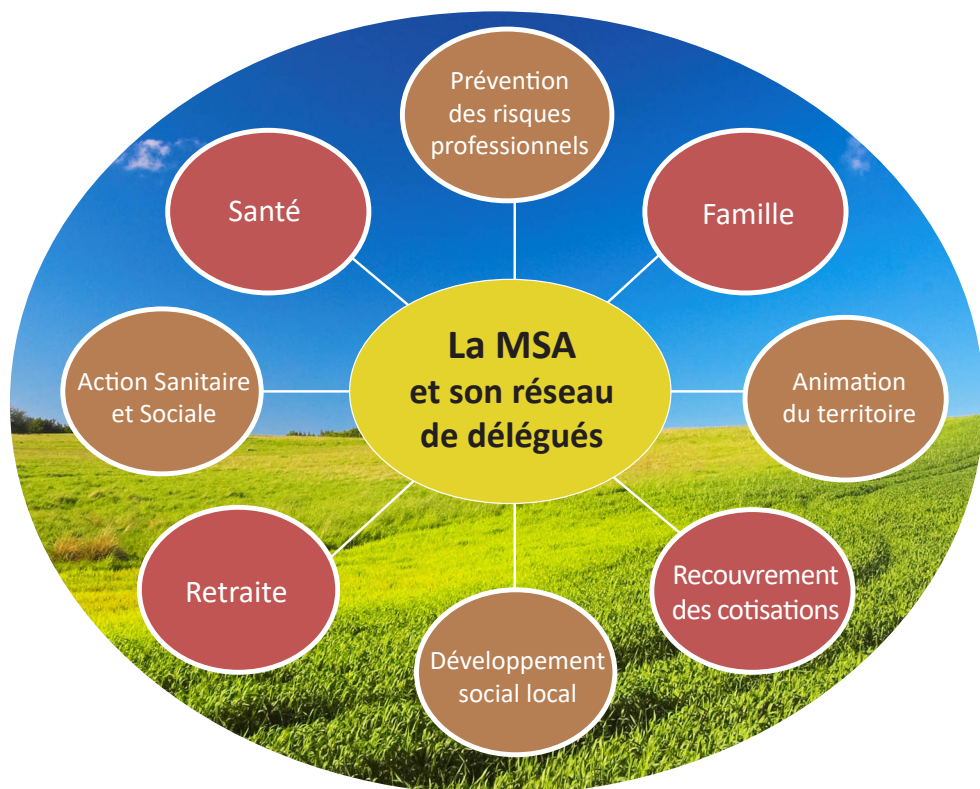 Prévention
des risques
professionnels
Santé
Famille
La MSA
et son réseau
de délégués
Action Sanitaire
et Sociale
Animation
du territoire
Retraite
Recouvrement
des cotisations
Développement
social local